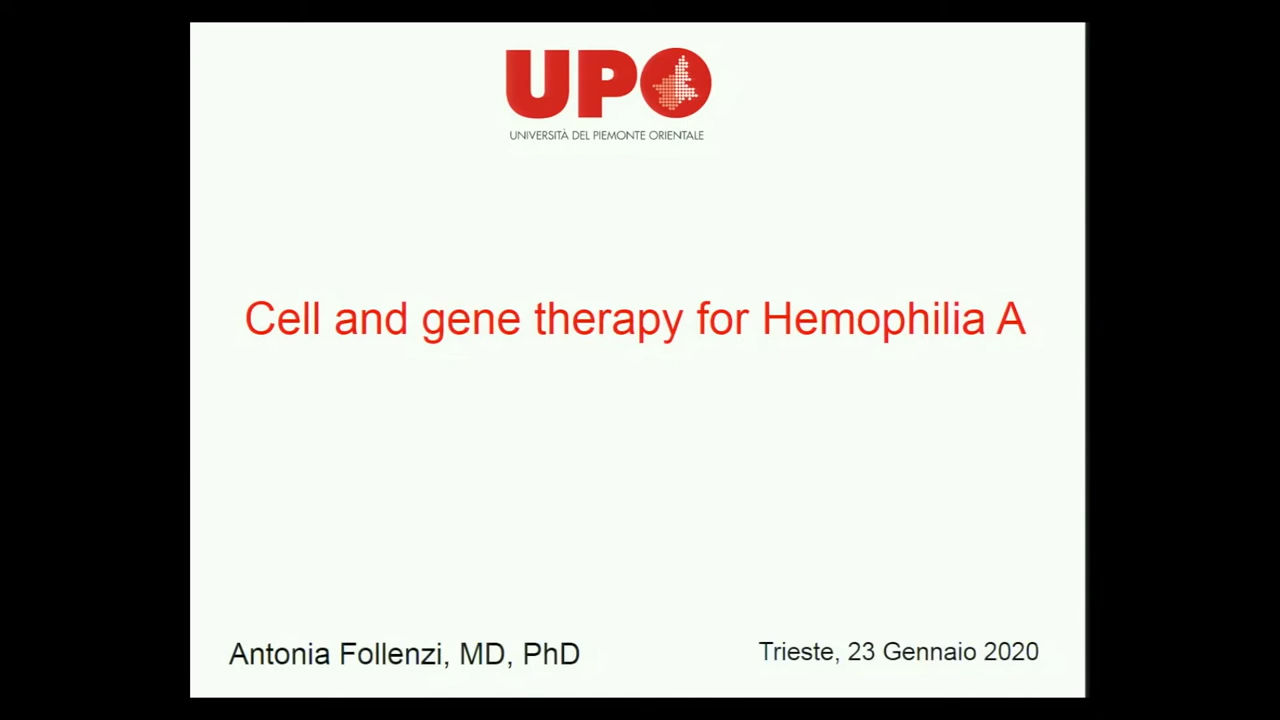 UPO
UNIVERSITÀ DEL PIEMONTE ORIENTALE
Cell and gene therapy for Hemophilia A
Antonia Follenzi, MD, PhD
Trieste, 23 Gennaio 2020